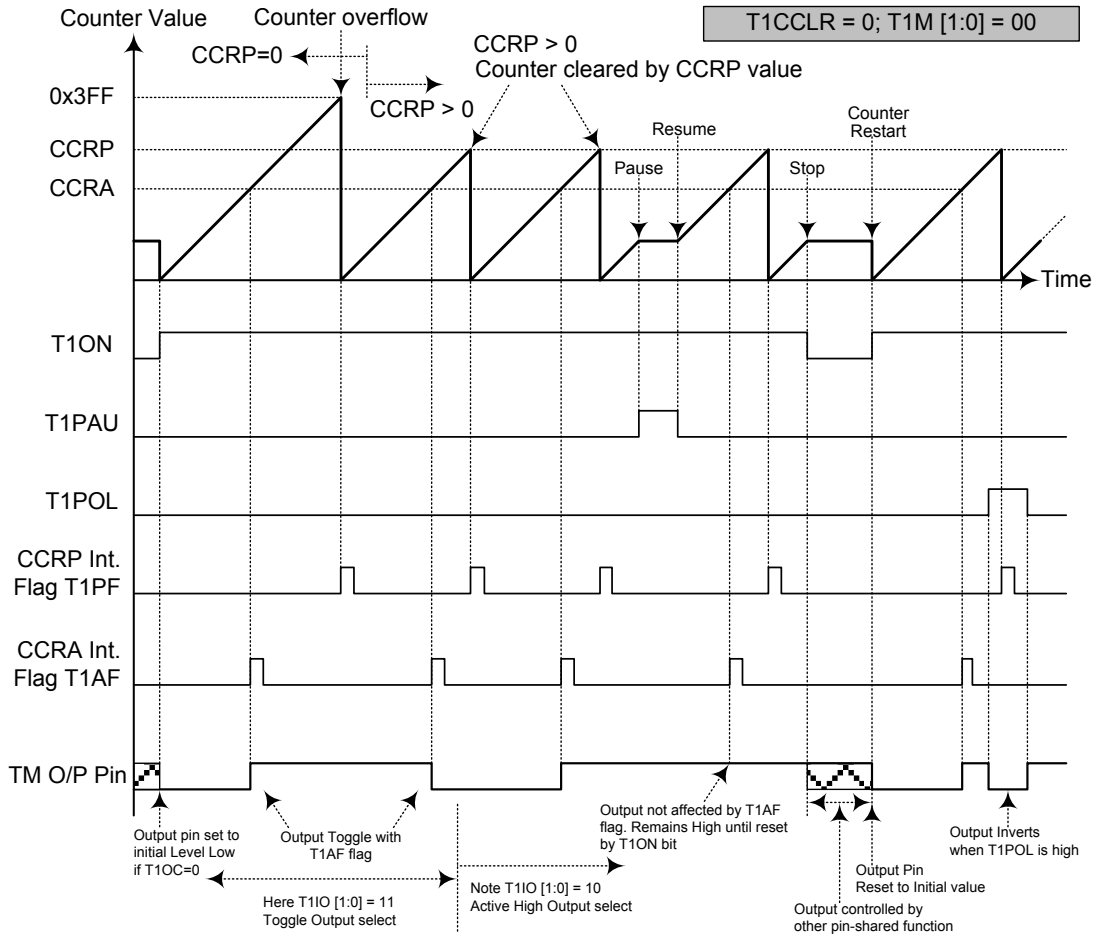 Counter Value
Counter overflow
T1CCLR = 0; T1M [1:0] = 00
CCRP=0
CCRP > 0
CCRP > 0
Counter cleared by CCRP value
0x3FF
CCRP
CCRA
Pause
Resume
Stop
Counter
Restart
Time
T1ON
T1PAU
T1POL
CCRP Int.
Flag T1PF
CCRA Int.
Flag T1AF
TM O/P Pin
Output pin set to
initial Level Low
if T1OC=0
Output Toggle with
T1AF flag
Output not affected by T1AF
flag. Remains High until reset
by T1ON bit
Output Inverts
when T1POL is high
Here T1IO [1:0] = 11
Toggle Output select
Note T1IO [1:0] = 10
Active High Output select
Output Pin
Reset to Initial value
Output controlled by
other pin-shared function